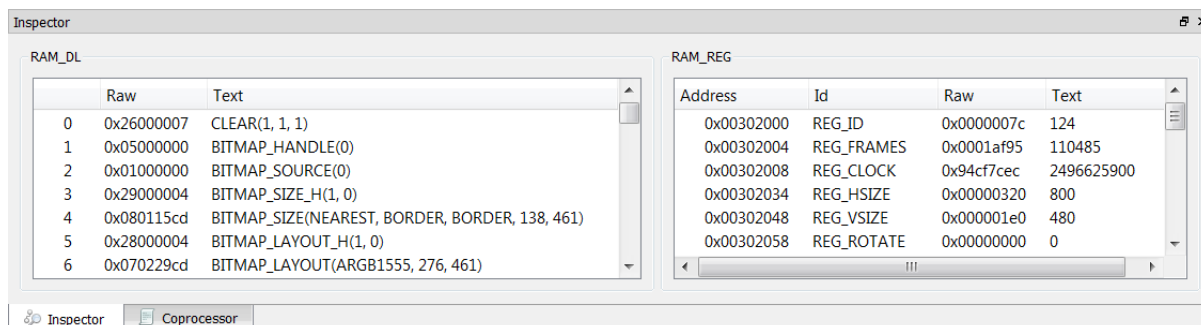 Inspector
RAM_DL
Raw Text
0 0x26000007 CLEAR(1, 1, 1)
1 0x05000000 BITMAP_HANDLE(0)
2 0x01000000 BITMAP_SOURCE(0)
3 0x29000004 BITMAP_SIZE_H(1, 0)
4 0x080115cd BITMAP_SIZE(NEAREST, BORDER, BORDER, 138, 461)
5 0x28000004 BITMAP_LAYOUT_H(1, 0)
6 0x070229cd BITMAP_LAYOUT(ARGB1555, 276, 461)
RAM_REG
Address Id Raw Text
0x00302000 REG_ID 0x0000007c 124
0x00302004 REG_FRAMES 0x0001af95 110485
0x00302008 REG_CLOCK 0x94cf7cec 2496625900
0x00302034 REG_HSIZE 0x00000320 800
0x00302048 REG_VSIZE 0x000001e0 480
0x00302058 REG_ROTATE 0x00000000 0
Inspector Coprocessor